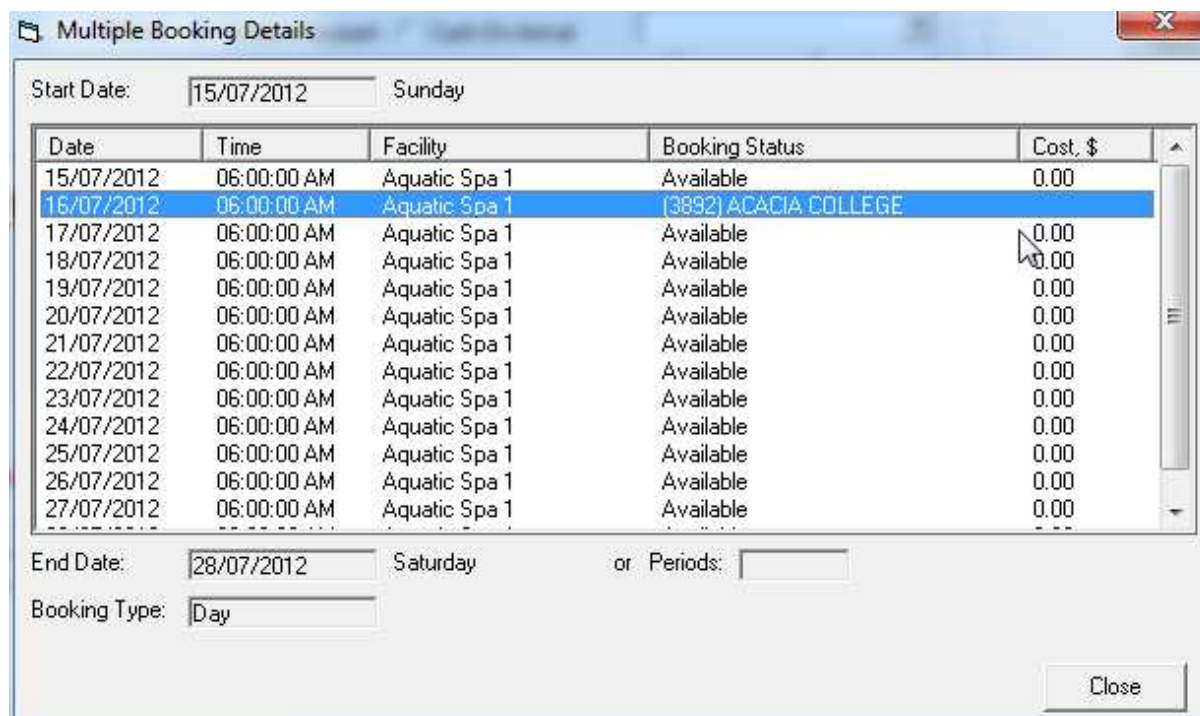 Multiple Booking Details
Start Date: 15/07/2012 Sunday
Date Time Facility Booking Status Cost, $
15/07/2012 06:00:00 AM Aquatic Spa 1 Available 0.00
16/07/2012 06:00:00 AM Aquatic Spa 1 (3892) ACACIA COLLEGE
17/07/2012 06:00:00 AM Aquatic Spa 1 Available 0.00
18/07/2012 06:00:00 AM Aquatic Spa 1 Available 0.00
19/07/2012 06:00:00 AM Aquatic Spa 1 Available 0.00
20/07/2012 06:00:00 AM Aquatic Spa 1 Available 0.00
21/07/2012 06:00:00 AM Aquatic Spa 1 Available 0.00
22/07/2012 06:00:00 AM Aquatic Spa 1 Available 0.00
23/07/2012 06:00:00 AM Aquatic Spa 1 Available 0.00
24/07/2012 06:00:00 AM Aquatic Spa 1 Available 0.00
25/07/2012 06:00:00 AM Aquatic Spa 1 Available 0.00
26/07/2012 06:00:00 AM Aquatic Spa 1 Available 0.00
27/07/2012 06:00:00 AM Aquatic Spa 1 Available 0.00
End Date: 28/07/2012 Saturday or Periods:
Booking Type: Day
Close